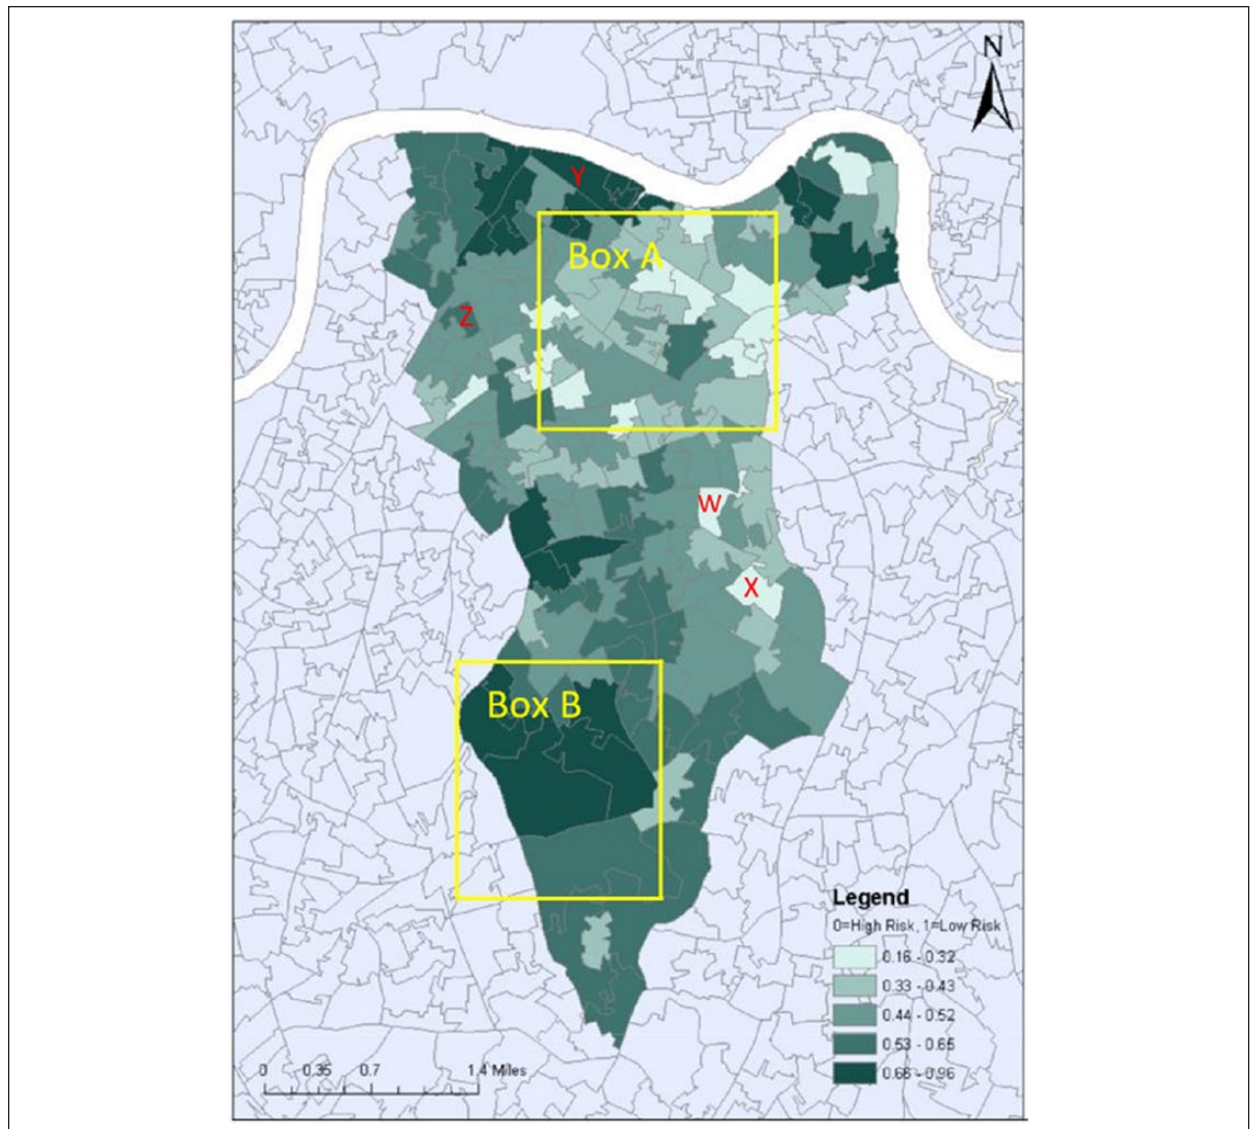 N
Y
Box A
Z
W
X
Box B
Legend
0=High Risk, 1=Low Risk
0.16 - 0.32
0.33 - 0.43
0.44 - 0.52
0.53 - 0.65
0.66 - 0.96
0 0.35 0.7 1.4 Miles